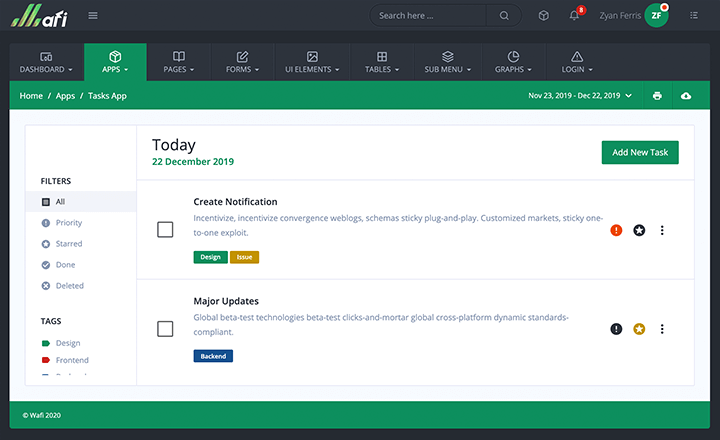 Wafi
Search here ...
8
Zyan Ferris
ZF
DASHBOARD
APPS
PAGES
FORMS
UI ELEMENTS
TABLES
SUB MENU
GRAPHS
LOGIN
Home / Apps / Tasks App
Nov 23, 2019 - Dec 22, 2019
Today
22 December 2019
Add New Task
FILTERS
All
Priority
Starred
Done
Deleted
TAGS
Design
Frontend
Create Notification
Incentivize, incentivize convergence weblogs, schemas sticky plug-and-play. Customized markets, sticky one-
to-one exploit.
Design
Issue
Major Updates
Global beta-test technologies beta-test clicks-and-mortar global cross-platform dynamic standards-
compliant.
Backend
© Wafi 2020